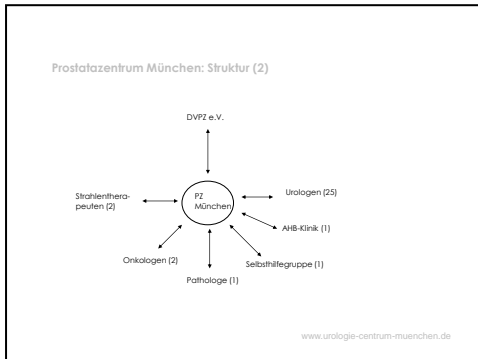 Prostatazentrum München: Struktur (2)
DVPZ e.V.
Strahlenthera-
peuten (2)
PZ
München
Urologen (25)
AHB-Klinik (1)
Onkologen (2)
Selbsthilfegruppe (1)
Pathologe (1)
www.urologie-centrum-muenchen.de